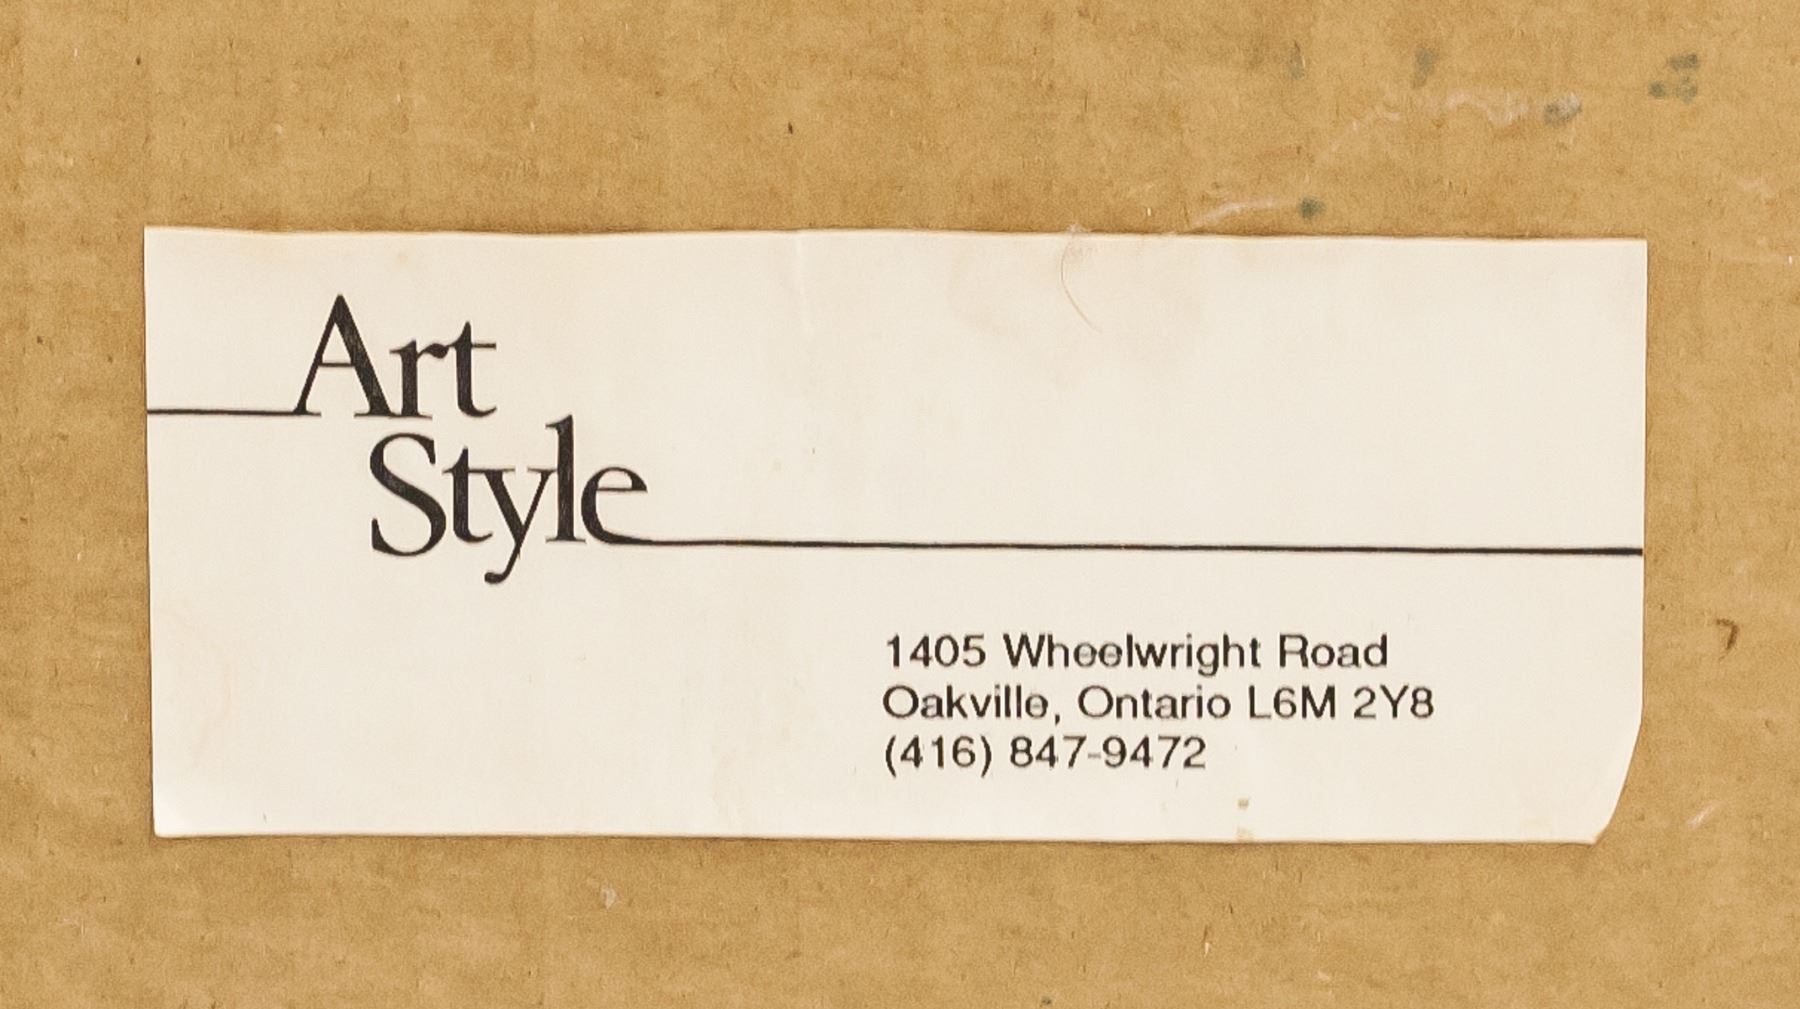 Art
Style
1405 Wheelwright Road
Oakville, Ontario L6M 2Y8
(416) 847-9472